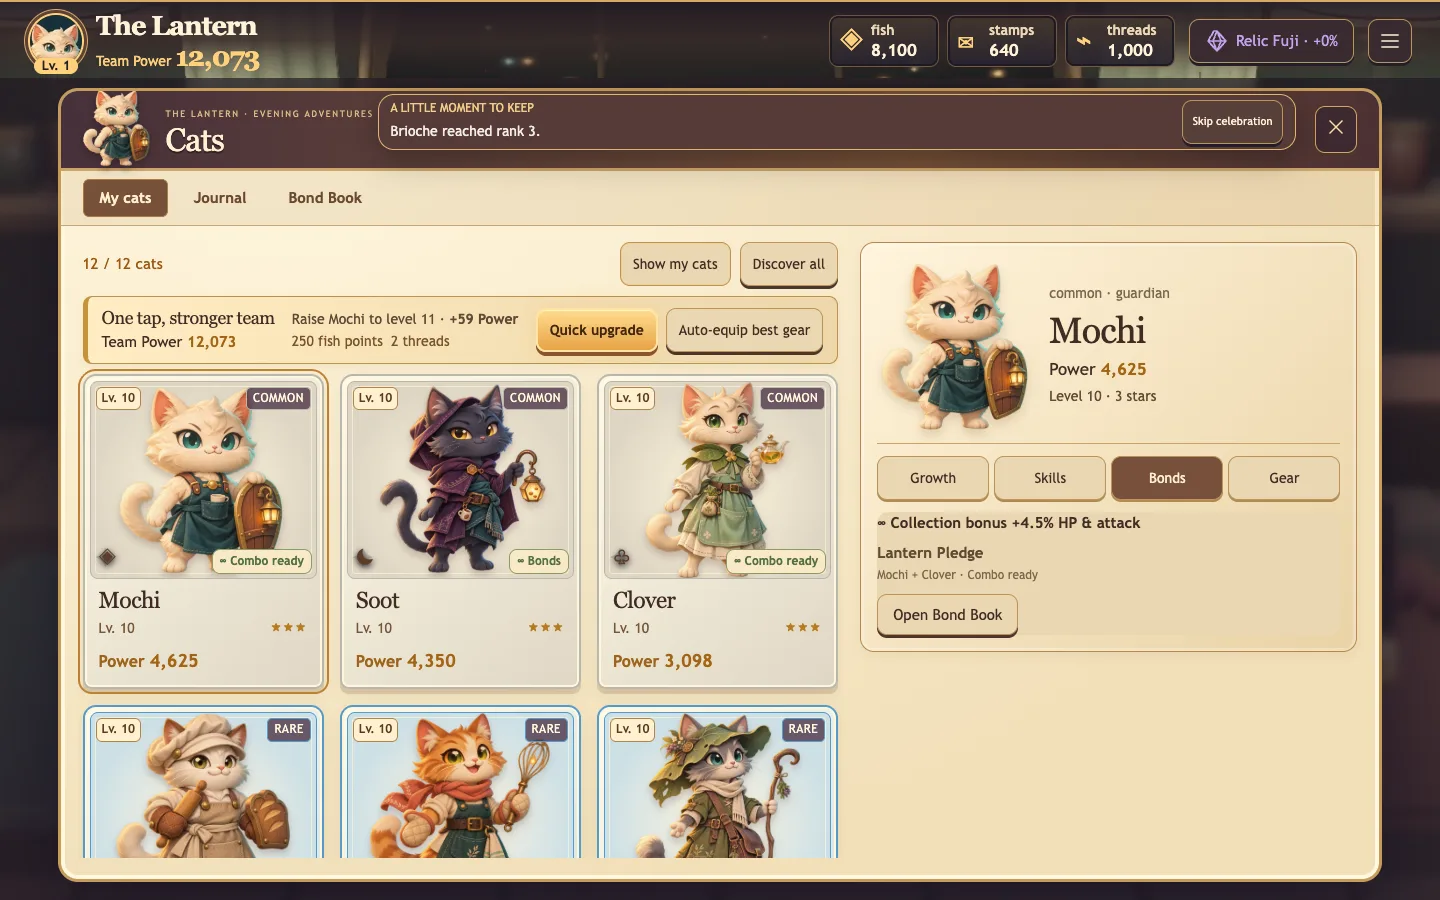 The Lantern
Team Power 12,073
Lv. 1
fish
8,100
stamps
640
threads
1,000
Relic Fuji · +0%
THE LANTERN · EVENING ADVENTURES
Cats
A LITTLE MOMENT TO KEEP
Brioche reached rank 3.
Skip celebration
My cats
Journal
Bond Book
12 / 12 cats
Show my cats
Discover all
One tap, stronger team
Team Power 12,073
Raise Mochi to level 11 · +59 Power
250 fish points 2 threads
Quick upgrade
Auto-equip best gear
Lv. 10
COMMON
∞ Combo ready
Mochi
Lv. 10
★★★
Power 4,625
Lv. 10
COMMON
∞ Bonds
Soot
Lv. 10
★★★
Power 4,350
Lv. 10
COMMON
∞ Combo ready
Clover
Lv. 10
★★★
Power 3,098
Lv. 10
RARE
Lv. 10
RARE
Lv. 10
RARE
common · guardian
Mochi
Power 4,625
Level 10 · 3 stars
Growth
Skills
Bonds
Gear
∞ Collection bonus +4.5% HP & attack
Lantern Pledge
Mochi + Clover · Combo ready
Open Bond Book